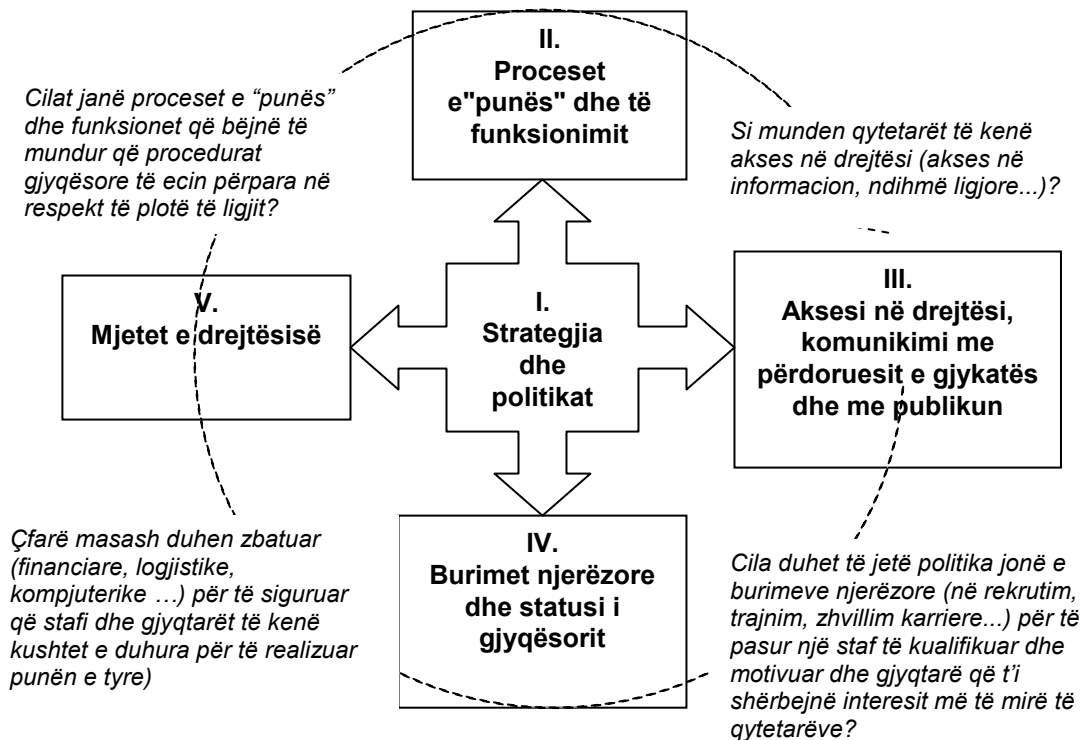 II.
Proceset
e"punës" dhe të
funksionimit
Cilat janë proceset e “punës”
dhe funksionet që bëjnë të
mundur që procedurat
gjyqësore të ecin përpara në
respekt të plotë të ligjit?
Si munden qytetarët të kenë
akses në drejtësi (akses në
informacion, ndihmë ligjore...)?
V.
Mjetet e drejtësisë
I.
Strategjia
dhe
politikat
III.
Aksesi në drejtësi,
komunikimi me
përdoruesit e gjykatës
dhe me publikun
Çfarë masash duhen zbatuar
(financiare, logjistike,
kompjuterike …) për të siguruar
që stafi dhe gjyqtarët të kenë
kushtet e duhura për të realizuar
punën e tyre)
IV.
Burimet njerëzore
dhe statusi i
gjyqësorit
Cila duhet të jetë politika jonë e
burimeve njerëzore (në rekrutim,
trajnim, zhvillim karriere...) për të
pasur një staf të kualifikuar dhe
motivuar dhe gjyqtarë që t’i
shërbejnë interesit më të mirë të
qytetarëve?